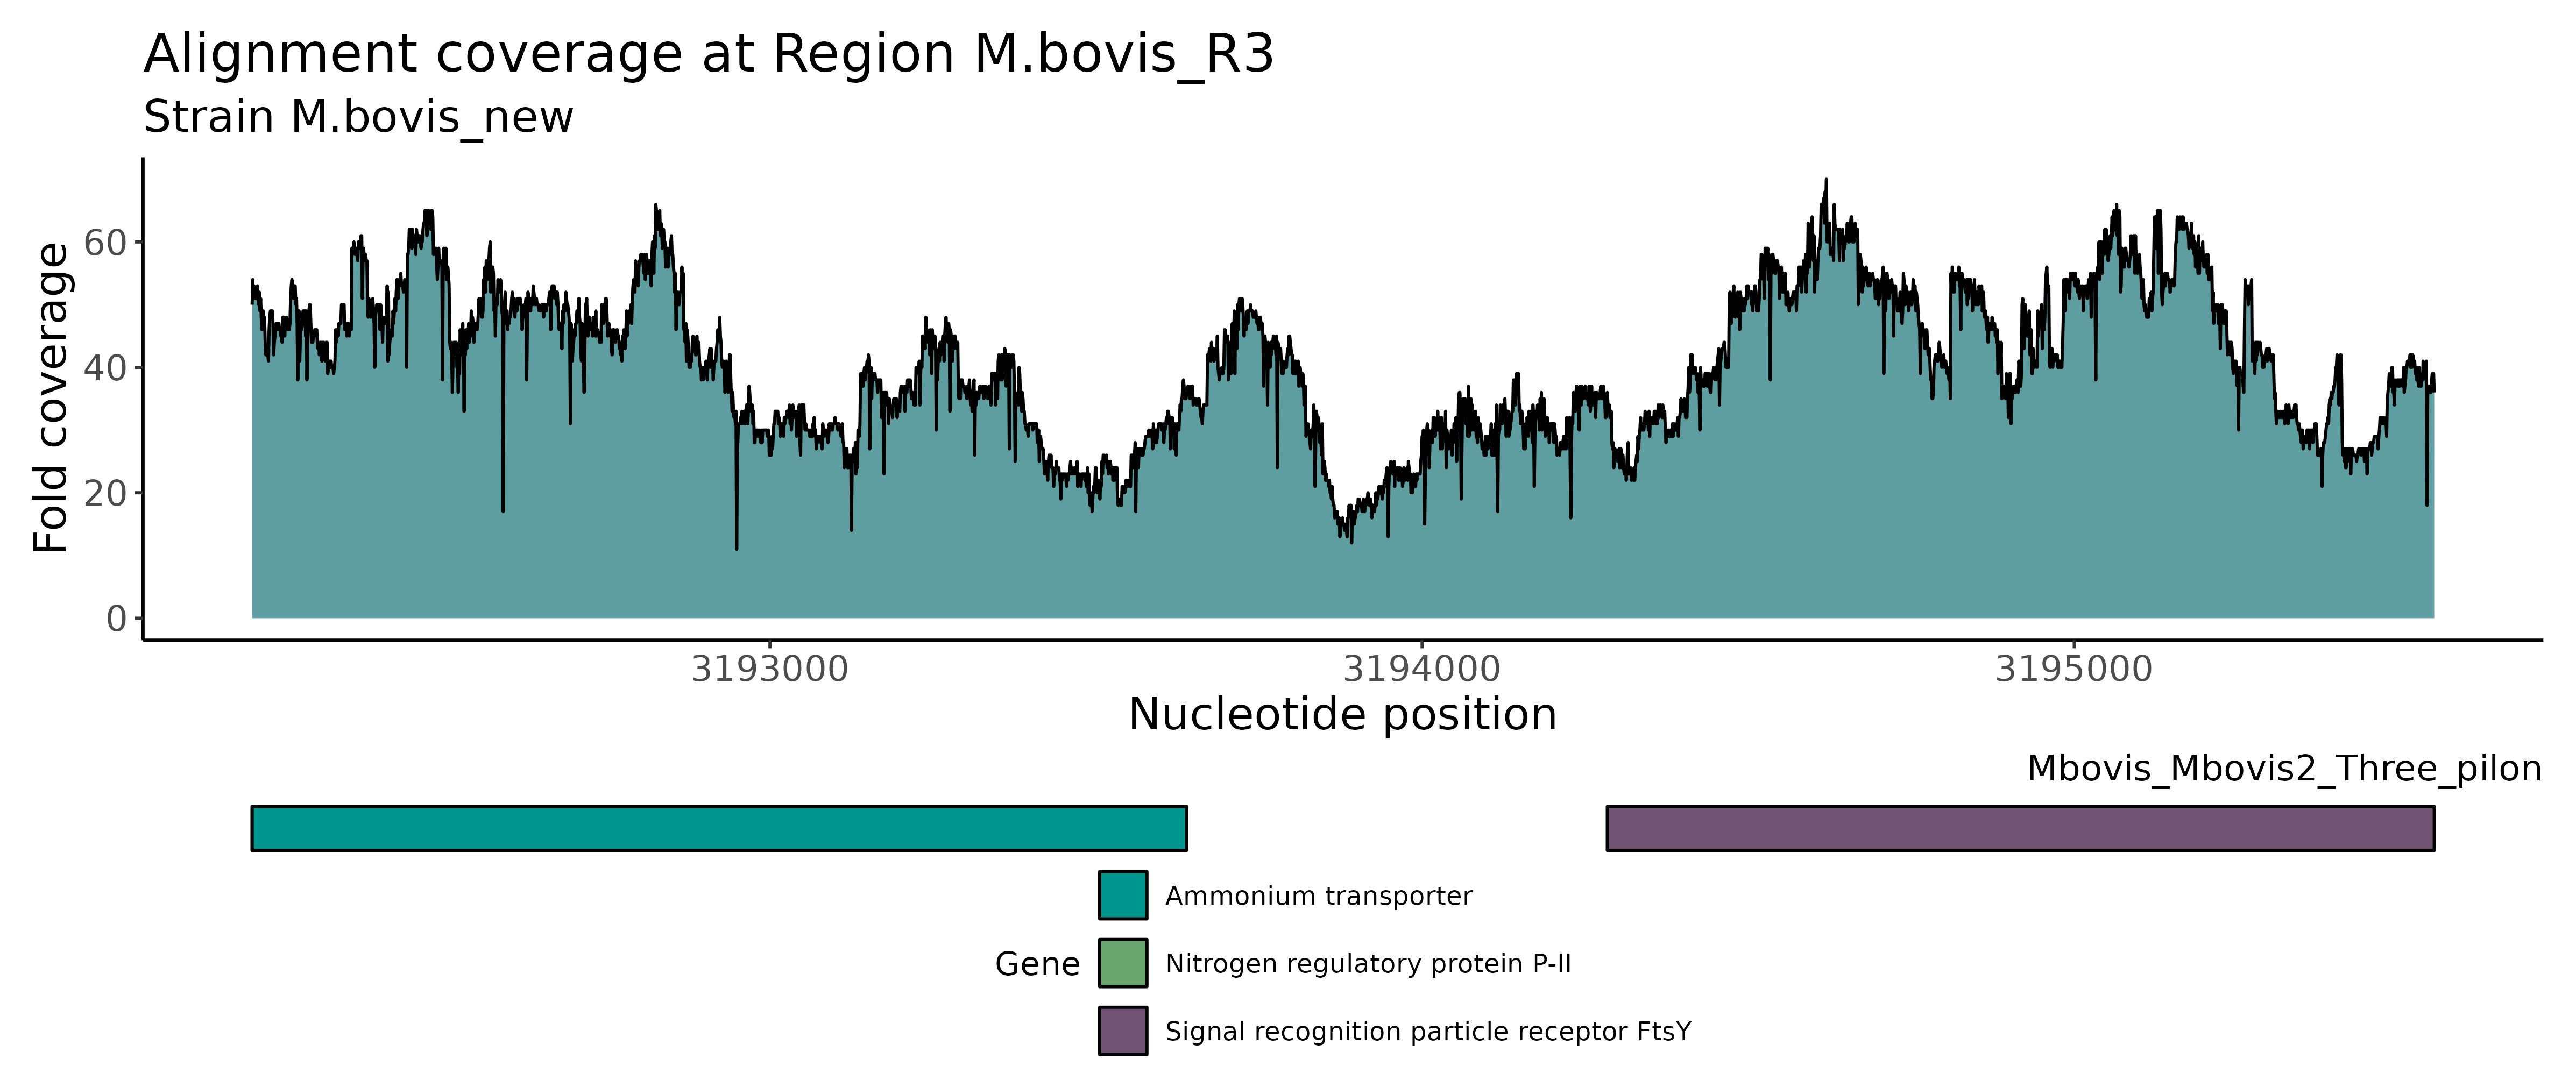 Alignment coverage at Region M.bovis_R3
Strain M.bovis_new
Fold coverage
60
40
20
0
3193000 3194000 3195000
Nucleotide position
Mbovis_Mbovis2_Three_pilon
Gene
Ammonium transporter
Nitrogen regulatory protein P-II
Signal recognition particle receptor FtsY